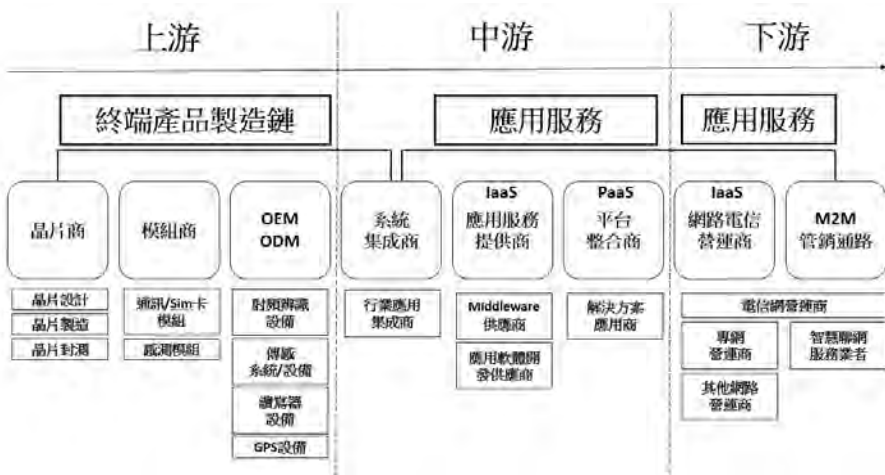 上游
中游
下游
終端產品製造鏈
應用服務
應用服務
晶片商
模組商
OEM
ODM
系統
集成商
IaaS
應用服務
提供商
PaaS
平台
整合商
IaaS
網路電信
營運商
M2M
管銷通路
晶片設計
晶片製造
晶片封測
通訊/Sim卡
模組
感測模組
射頻辨識
設備
傳感
系統/設備
讀寫器
設備
GPS設備
行業應用
集成商
Middleware
供應商
應用軟體開
發供應商
解決方案
應用商
電信網營運商
專網
營運商
其他網路
營運商
智慧聯網
服務業者